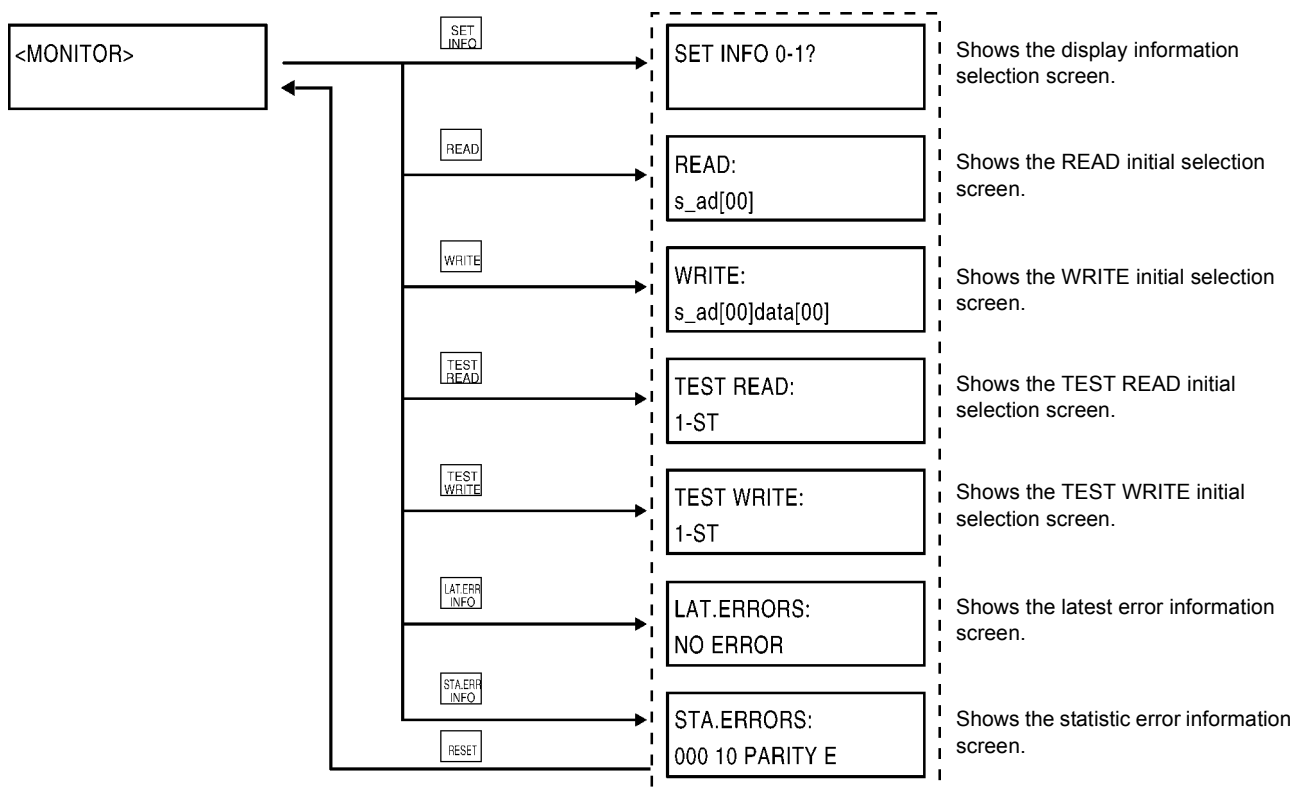 <MONITOR>
SET
INFO
SET INFO 0-1?
Shows the display information
selection screen.
READ
READ:
s_ad[00]
Shows the READ initial selection
screen.
WRITE
WRITE:
s_ad[00]data[00]
Shows the WRITE initial selection
screen.
TEST
READ
TEST READ:
1-ST
Shows the TEST READ initial
selection screen.
TEST
WRITE
TEST WRITE:
1-ST
Shows the TEST WRITE initial
selection screen.
LAT.ERR
INFO
LAT.ERRORS:
NO ERROR
Shows the latest error information
screen.
STA.ERR
INFO
STA.ERRORS:
000 10 PARITY E
Shows the statistic error information
screen.
RESET